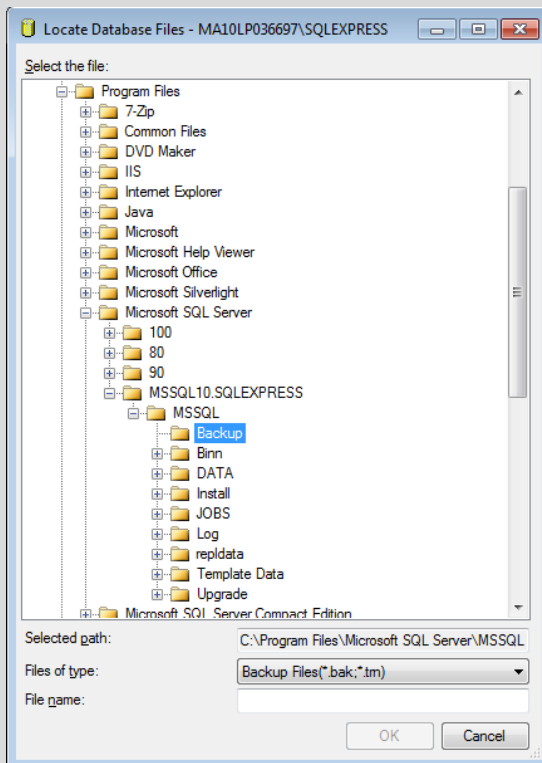 Locate Database Files - MA10LP036697\SQLEXPRESS
Select the file:
Program Files
7-Zip
Common Files
DVD Maker
IIS
Internet Explorer
Java
Microsoft
Microsoft Help Viewer
Microsoft Office
Microsoft Silverlight
Microsoft SQL Server
100
80
90
MSSQL10.SQLEXPRESS
MSSQL
Backup
Binn
DATA
Install
JOBS
Log
repldata
Template Data
Upgrade
Microsoft SQL Server Compact Edition
Selected path: C:\Program Files\Microsoft SQL Server\MSSQL
Files of type: Backup Files(*.bak;*.trn)
File name:
OK Cancel